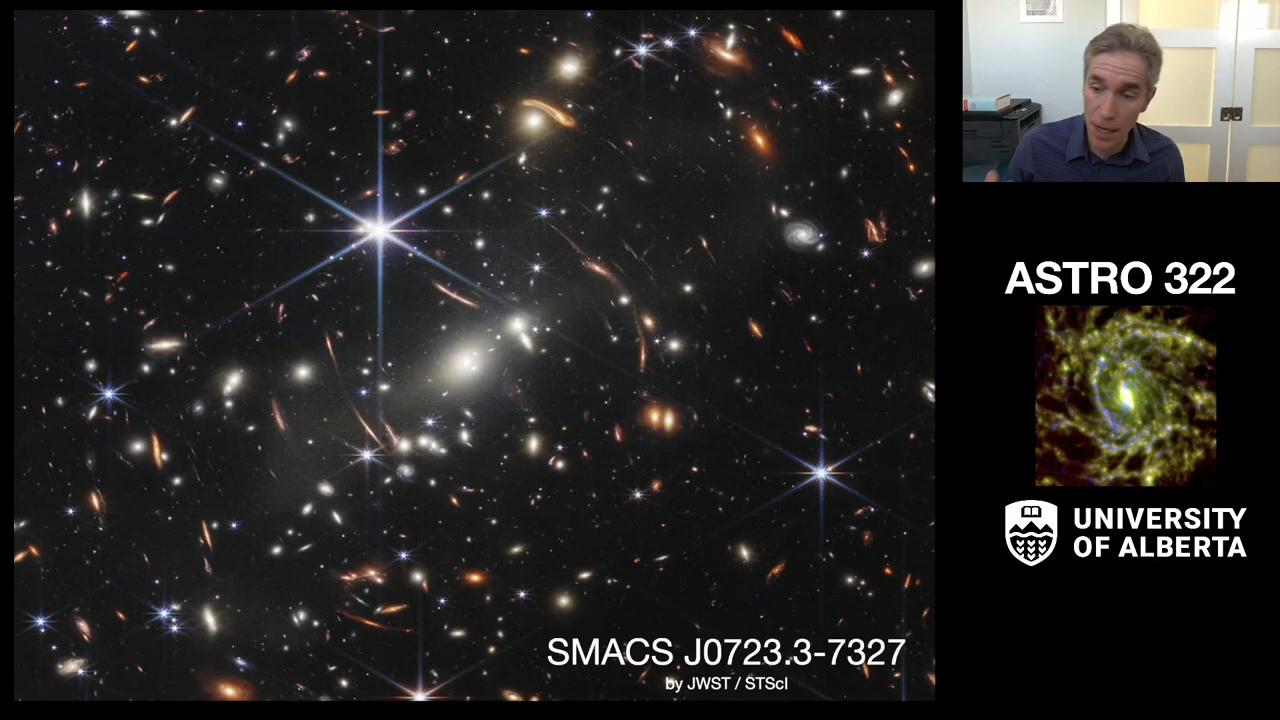 SMACS J0723.3-7327
by JWST / STScI
ASTRO 322
UNIVERSITY
OF ALBERTA